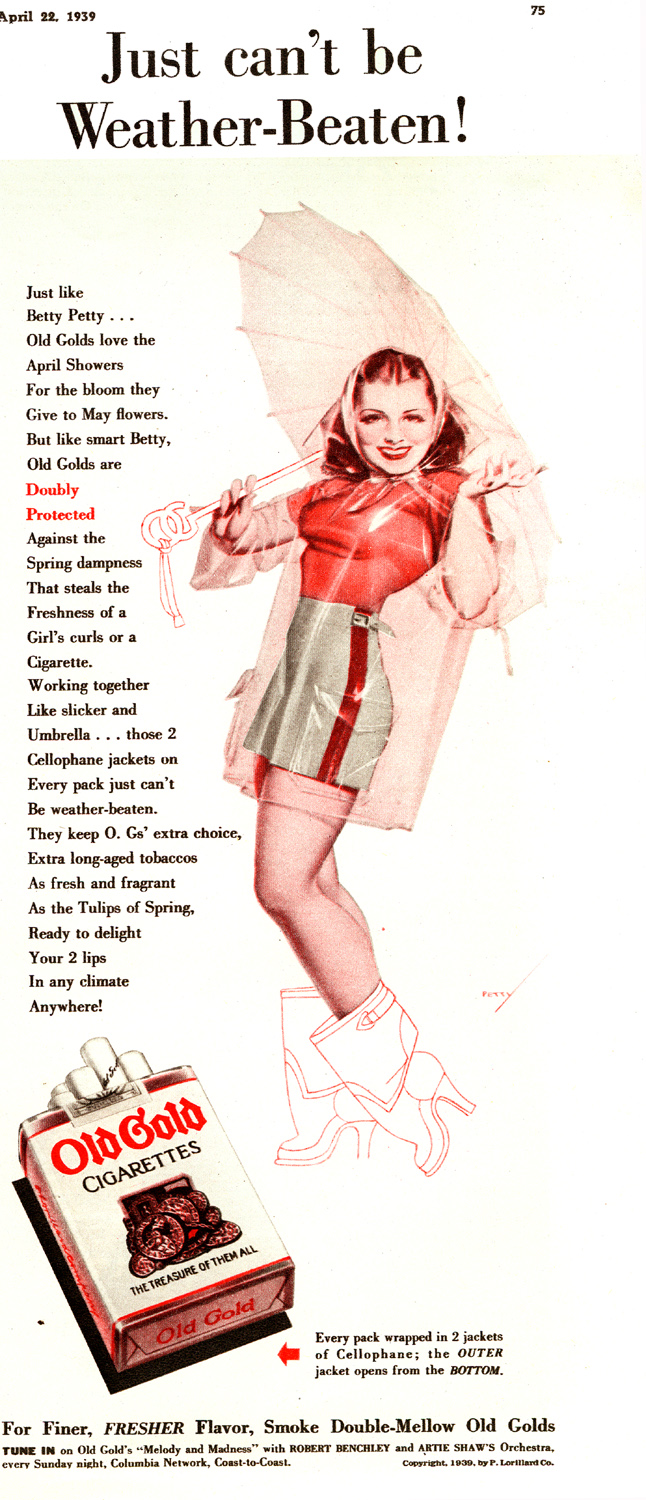 April 22, 1939
75
Just can't be
Weather-Beaten!
Just like
Betty Petty . . .
Old Golds love the
April Showers
For the bloom they
Give to May flowers.
But like smart Betty,
Old Golds are
Doubly
Protected
Against the
Spring dampness
That steals the
Freshness of a
Girl's curls or a
Cigarette.
Working together
Like slicker and
Umbrella . . . those 2
Cellophane jackets on
Every pack just can't
Be weather-beaten.
They keep O. Gs' extra choice,
Extra long-aged tobaccos
As fresh and fragrant
As the Tulips of Spring,
Ready to delight
Your 2 lips
In any climate
Anywhere!
PETTY
Old Gold
CIGARETTES
THE TREASURE OF THEM ALL
Old Gold
Every pack wrapped in 2 jackets
of Cellophane; the OUTER
jacket opens from the BOTTOM.
For Finer, FRESHER Flavor, Smoke Double-Mellow Old Golds
TUNE IN on Old Gold's “Melody and Madness” with ROBERT BENCHLEY and ARTIE SHAW'S Orchestra,
every Sunday night, Columbia Network, Coast-to-Coast.
Copyright, 1939, by P. Lorillard Co.